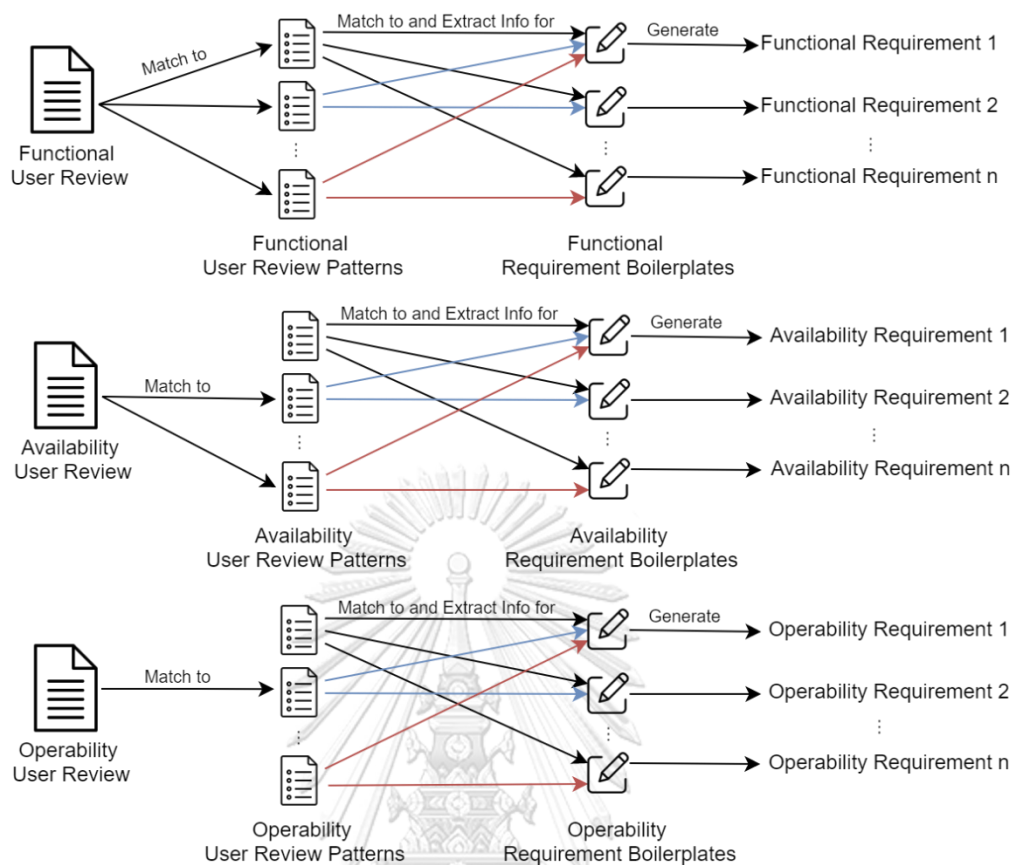 Match to and Extract Info for
Generate
Match to
Functional Requirement 1
Functional Requirement 2
Functional Requirement n
Functional
User Review
Functional
User Review Patterns
Functional
Requirement Boilerplates
Match to and Extract Info for
Generate
Match to
Availability Requirement 1
Availability Requirement 2
Availability Requirement n
Availability
User Review
Availability
User Review Patterns
Availability
Requirement Boilerplates
Match to and Extract Info for
Generate
Match to
Operability Requirement 1
Operability Requirement 2
Operability Requirement n
Operability
User Review
Operability
User Review Patterns
Operability
Requirement Boilerplates